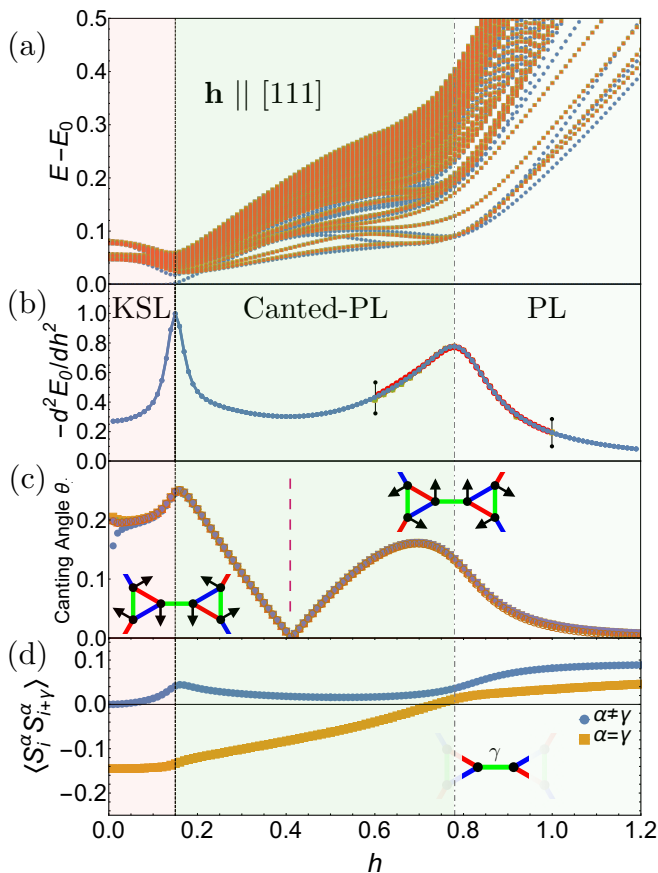 (a)
E−E₀
0.5
0.4
0.3
0.2
0.1
0.0
h || [111]
(b)
−d²E₀/dh²
1.0
0.8
0.6
0.4
0.2
0.0
KSL
Canted-PL
PL
(c)
Canting Angle θ.
0.2
0.1
0.0
(d)
⟨SᵢᵅSᵢ₊ᵧᵅ⟩
0.1
0.0
−0.1
−0.2
α≠γ
α=γ
γ
0.0
0.2
0.4
0.6
0.8
1.0
1.2
h